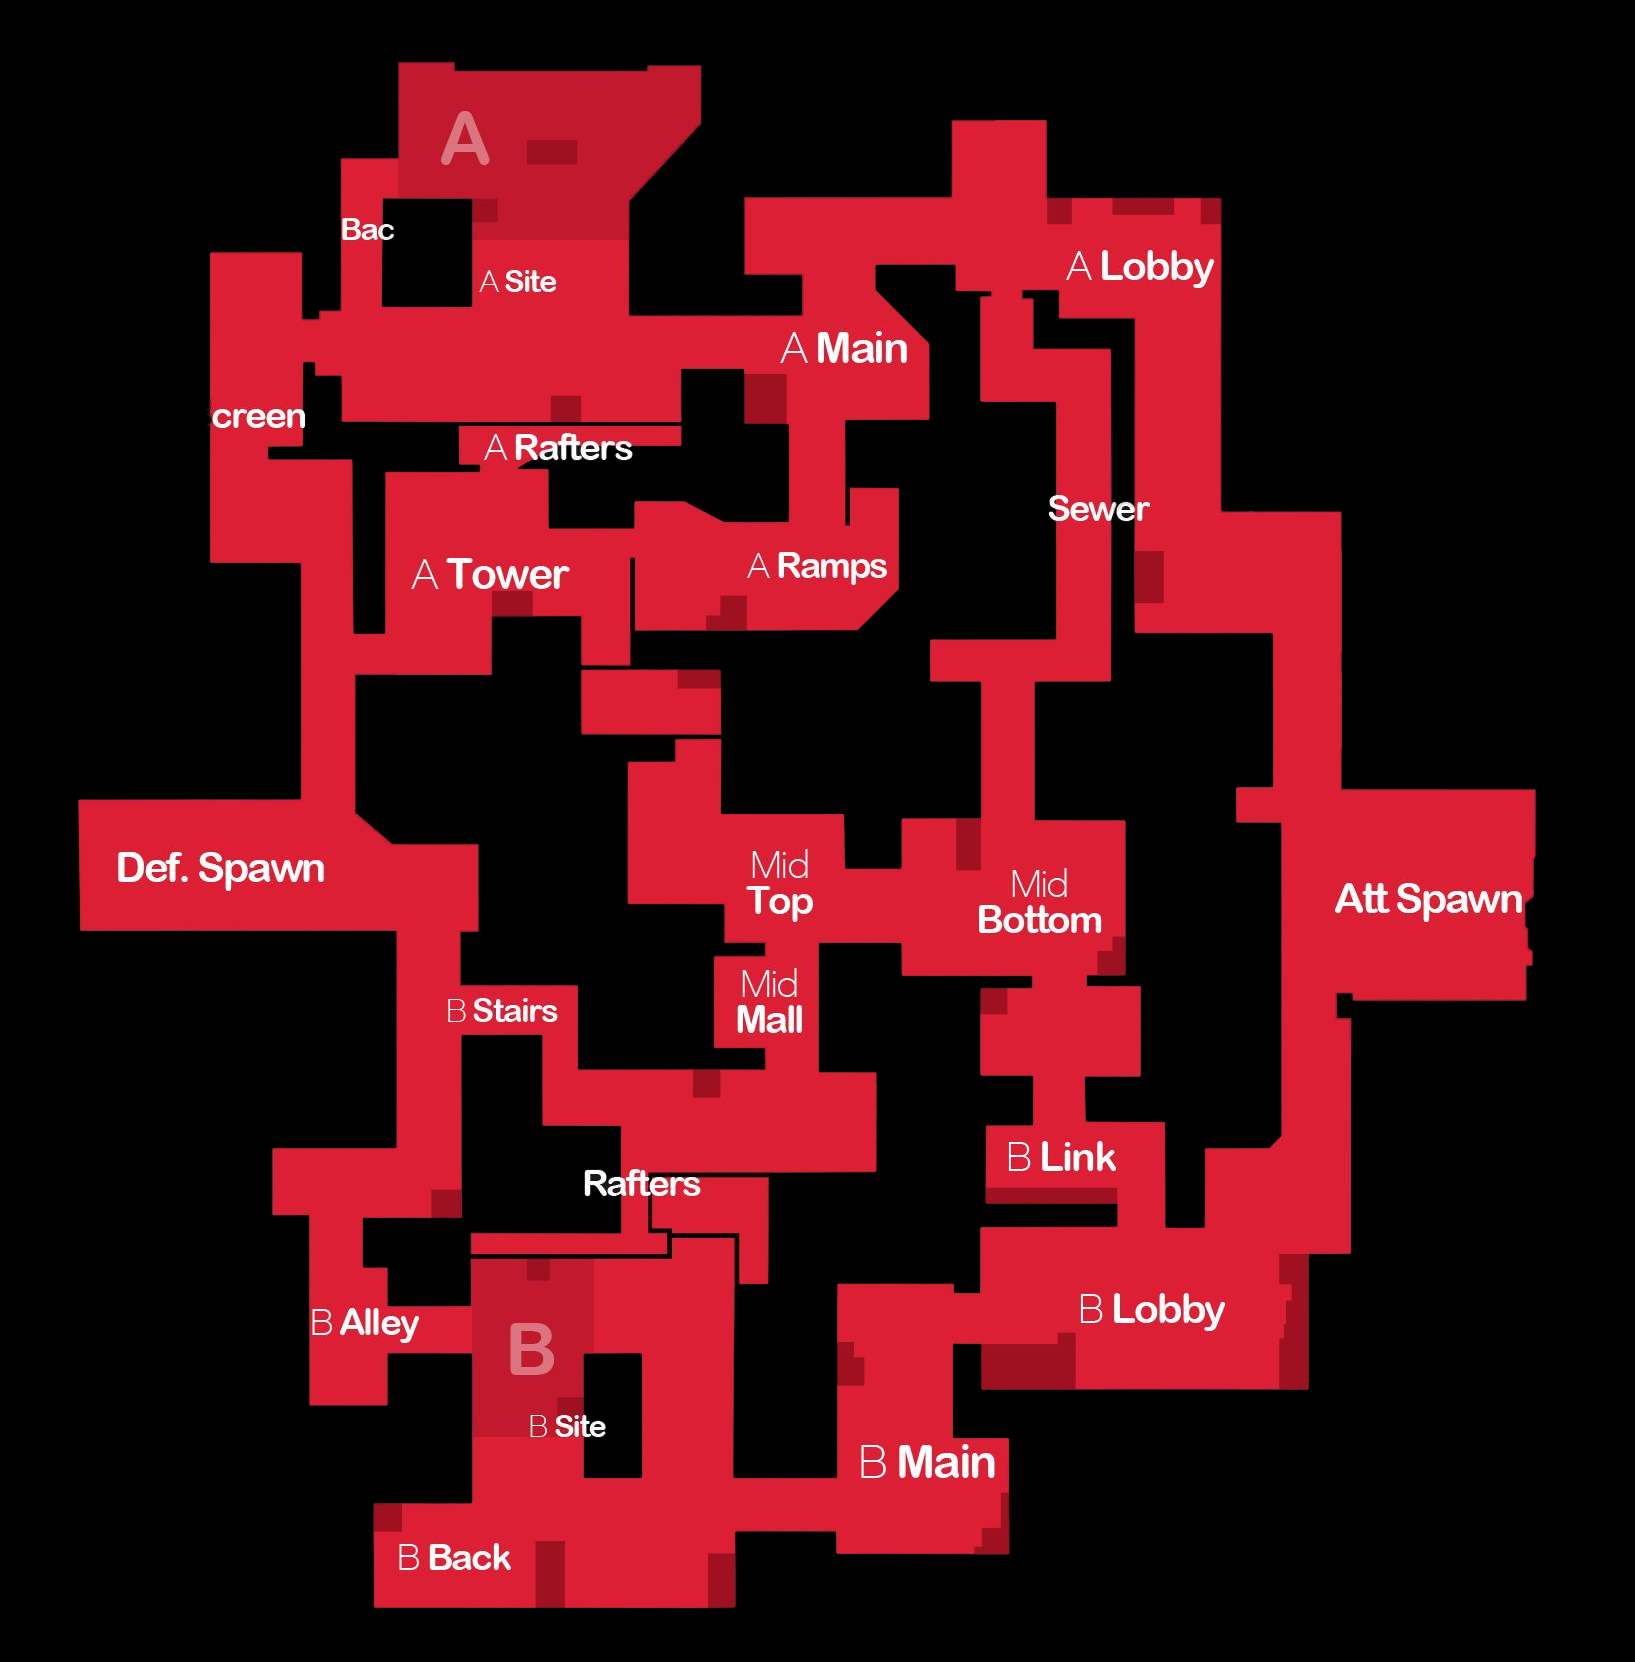 A
Bac
A Site
A Lobby
A Main
creen
A Rafters
Sewer
A Tower
A Ramps
Def. Spawn
Mid
Top
Mid
Bottom
Att Spawn
Mid
Mall
B Stairs
B Link
Rafters
B Alley
B
B Lobby
B Site
B Main
B Back